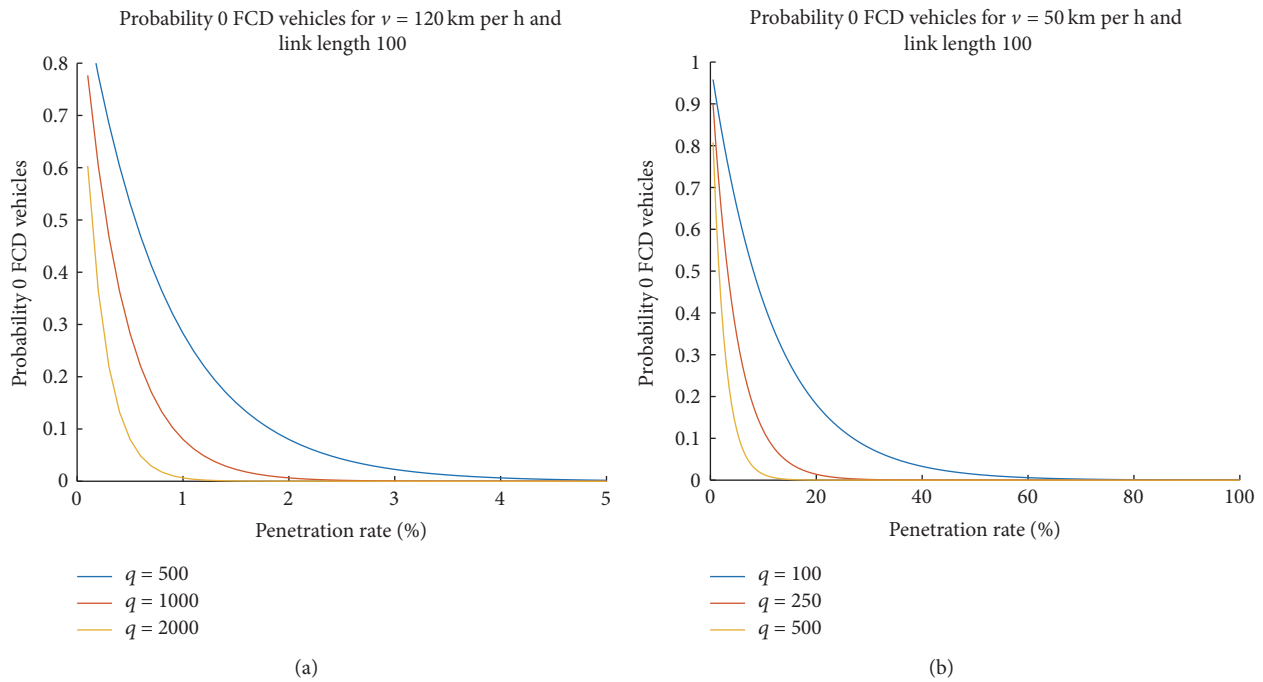 Probability 0 FCD vehicles for v = 120 km per h and
link length 100
0.8
0.7
0.6
0.5
0.4
0.3
0.2
0.1
0
Probability 0 FCD vehicles
0 1 2 3 4 5
Penetration rate (%)
q = 500
q = 1000
q = 2000
(a)
Probability 0 FCD vehicles for v = 50 km per h and
link length 100
1
0.9
0.8
0.7
0.6
0.5
0.4
0.3
0.2
0.1
0
Probability 0 FCD vehicles
0 20 40 60 80 100
Penetration rate (%)
q = 100
q = 250
q = 500
(b)